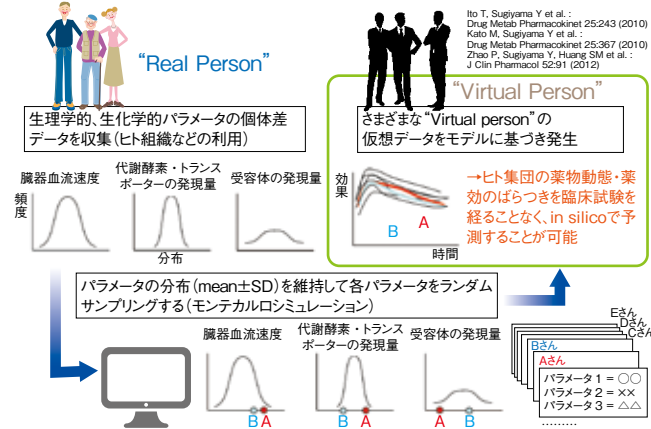 Ito T, Sugiyama Y et al. :
Drug Metab Pharmacokinet 25:243 (2010)
Kato M, Sugiyama Y et al. :
Drug Metab Pharmacokinet 25:367 (2010)
Zhao P, Sugiyama Y, Huang SM et al. :
J Clin Pharmacol 52:91 (2012)
“Real Person”
“Virtual Person”
生理学的、生化学的パラメータの個体差
データを収集（ヒト組織などの利用）
さまざまな“Virtual person”の
仮想データをモデルに基づき発生
臓器血流速度
代謝酵素・トランス
ポーターの発現量
受容体の発現量
頻度
分布
効果
B
A
時間
→ヒト集団の薬物動態・薬
効のばらつきを臨床試験を
経ることなく、in silicoで予
測することが可能
パラメータの分布（mean±SD）を維持して各パラメータをランダム
サンプリングする（モンテカルロシミュレーション）
臓器血流速度
代謝酵素・トランス
ポーターの発現量
受容体の発現量
B A
B A
A B
Eさん
Dさん
Cさん
Bさん
Aさん
パラメータ1 = ○○
パラメータ2 = ××
パラメータ3 = △△
………